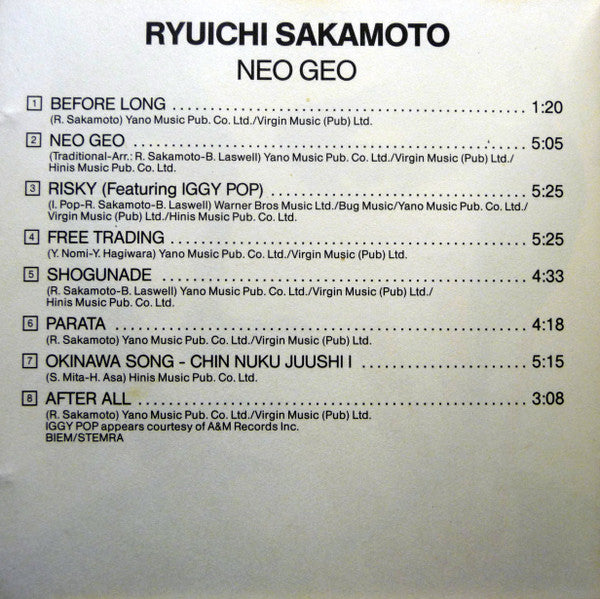 RYUICHI SAKAMOTO
NEO GEO
1 BEFORE LONG ........................................ 1:20
(R. Sakamoto) Yano Music Pub. Co. Ltd./Virgin Music (Pub) Ltd.
2 NEO GEO ........................................ 5:05
(Traditional-Arr.: R. Sakamoto-B. Laswell) Yano Music Pub. Co. Ltd./Virgin Music (Pub) Ltd./
Hinis Music Pub. Co. Ltd.
3 RISKY (Featuring IGGY POP) ............................ 5:25
(I. Pop-R. Sakamoto-B. Laswell) Warner Bros Music Ltd./Bug Music/Yano Music Pub. Co. Ltd./
Virgin Music (Pub) Ltd./Hinis Music Pub. Co. Ltd.
4 FREE TRADING ........................................ 5:25
(Y. Nomi-Y. Hagiwara) Yano Music Pub. Co. Ltd./Virgin Music (Pub) Ltd.
5 SHOGUNADE ........................................ 4:33
(R. Sakamoto-B. Laswell) Yano Music Pub. Co. Ltd./Virgin Music (Pub) Ltd./
Hinis Music Pub. Co. Ltd.
6 PARATA ........................................ 4:18
(R. Sakamoto) Yano Music Pub. Co. Ltd./Virgin Music (Pub) Ltd.
7 OKINAWA SONG - CHIN NUKU JUUSHI I .................. 5:15
(S. Mita-H. Asa) Hinis Music Pub. Co. Ltd.
8 AFTER ALL ........................................ 3:08
(R. Sakamoto) Yano Music Pub. Co. Ltd./Virgin Music (Pub) Ltd.
IGGY POP appears courtesy of A&M Records Inc.
BIEM/STEMRA